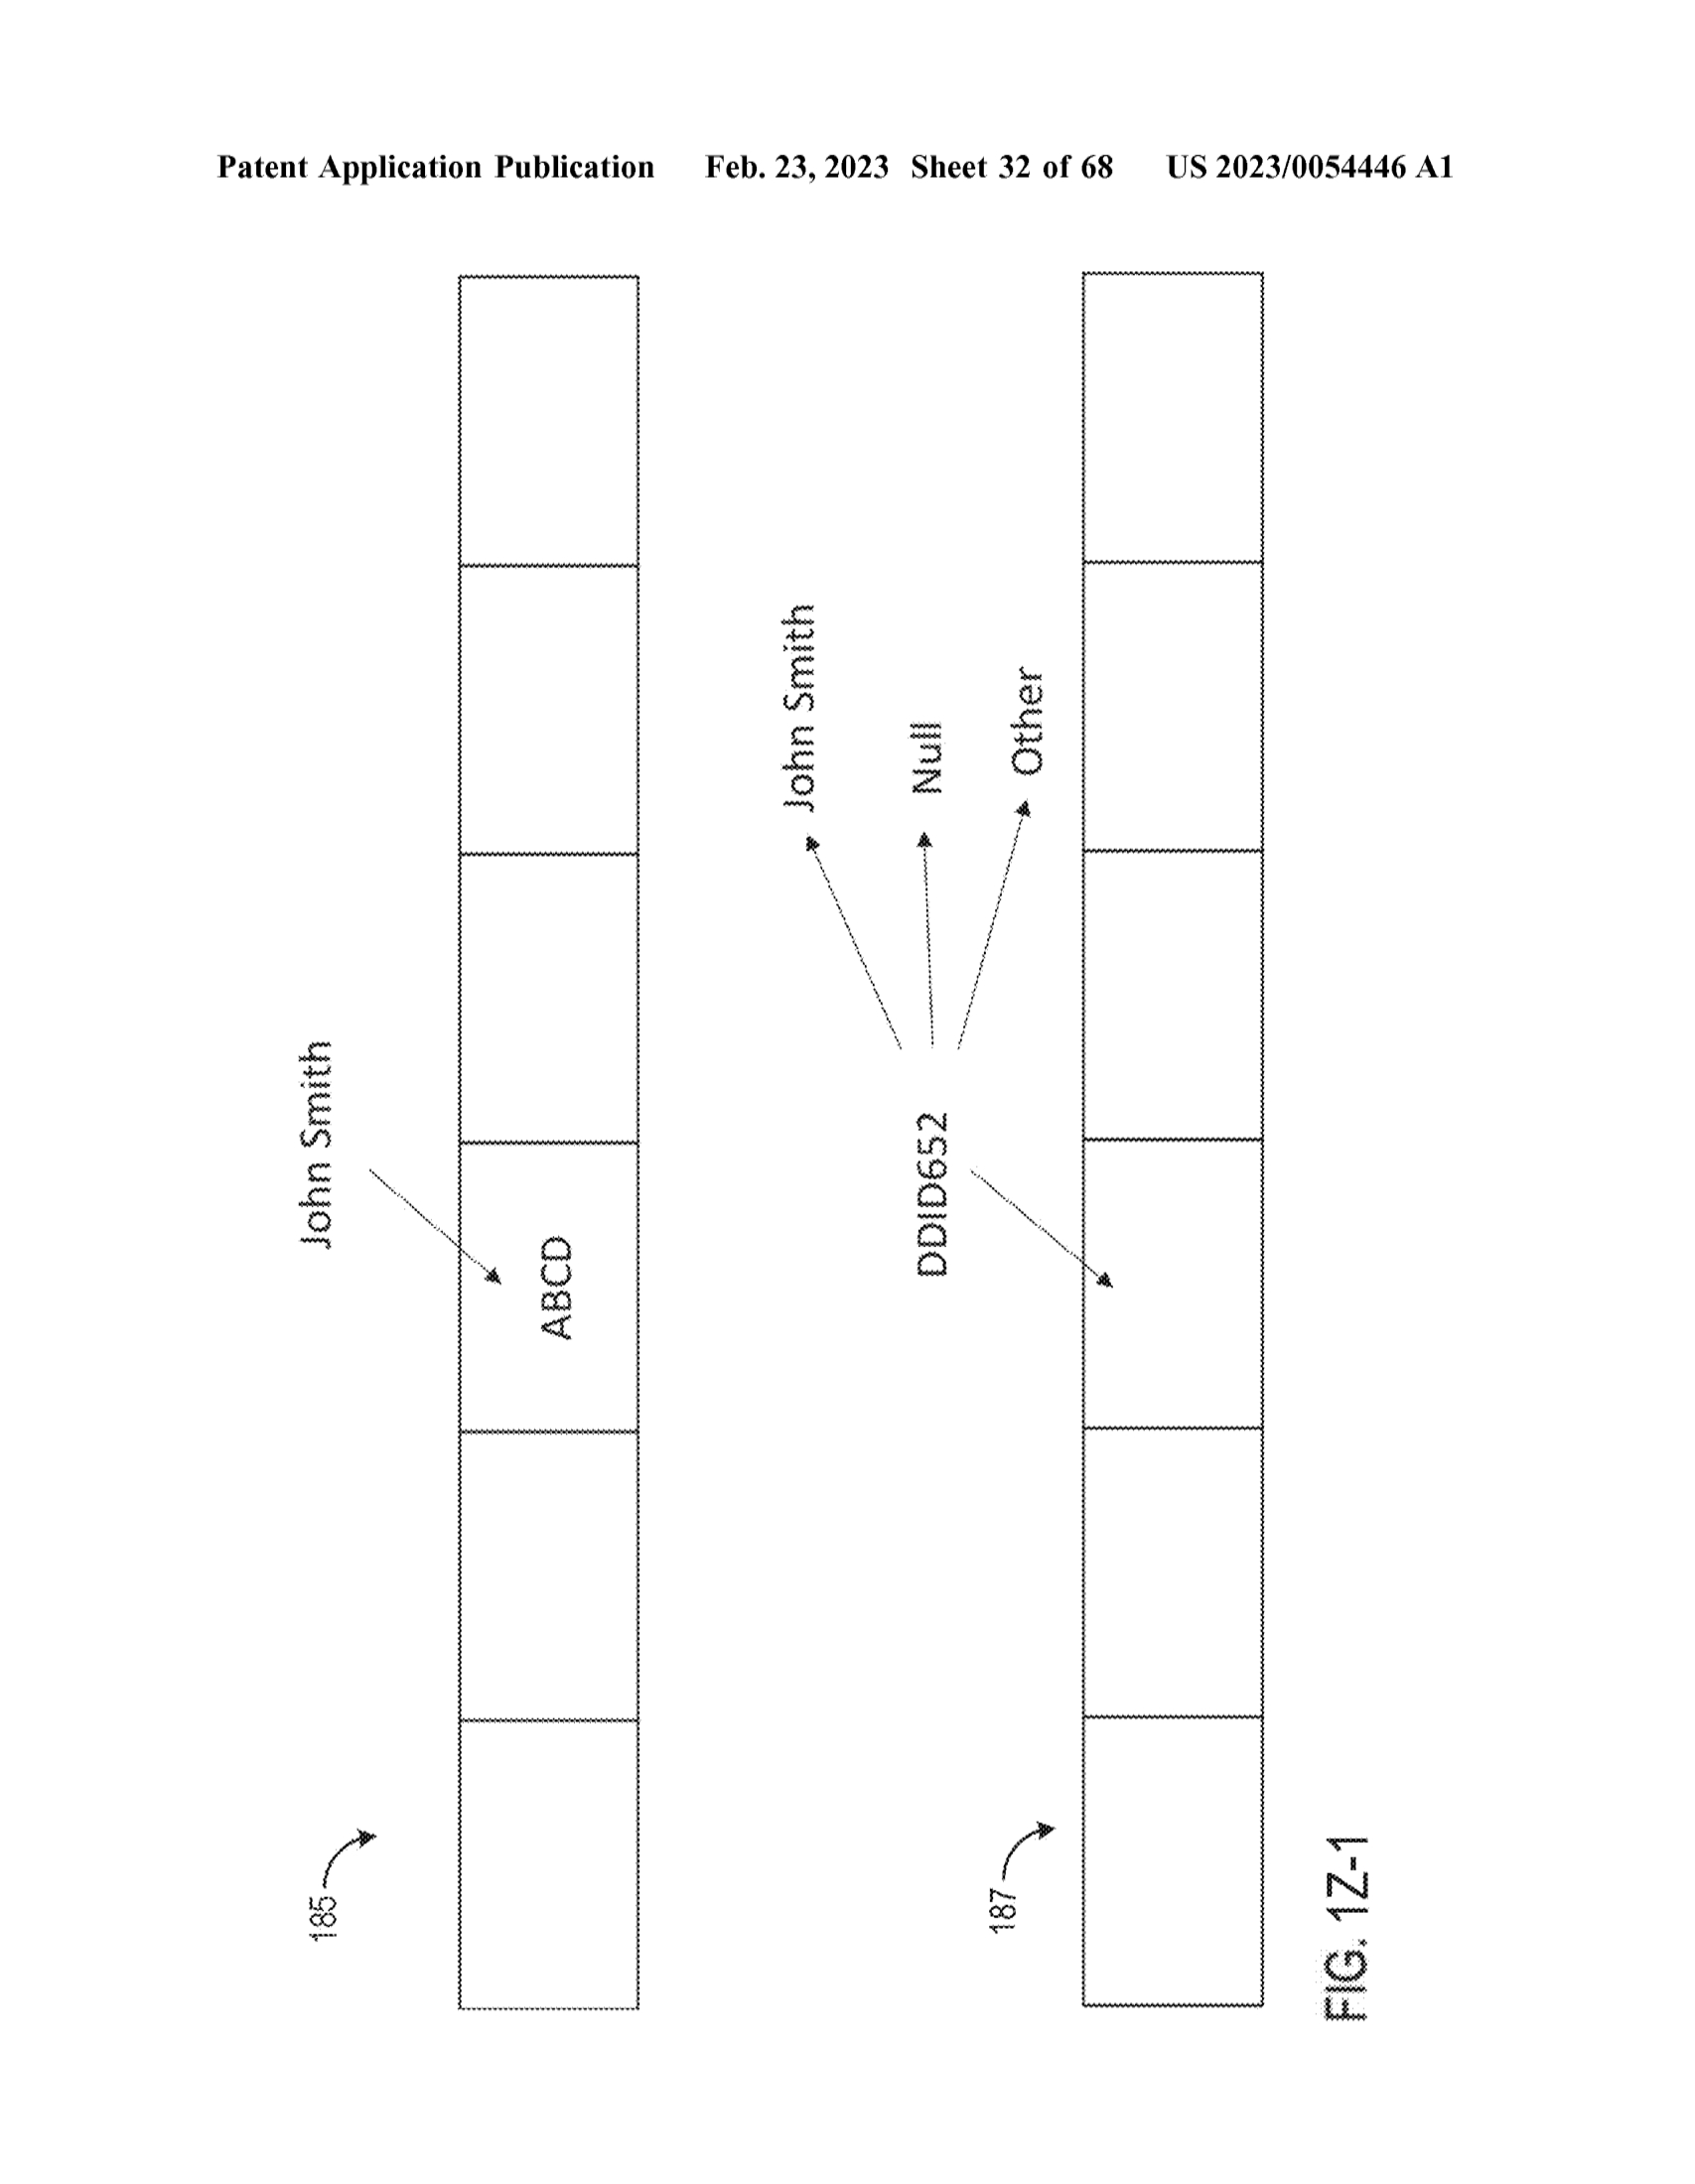 Patent Application Publication Feb. 23, 2023 Sheet 32 of 68 US 2023/0054446 A1
185
John Smith
ABCD
John Smith
Null
Other
DDID652
187
FIG. 1Z-1